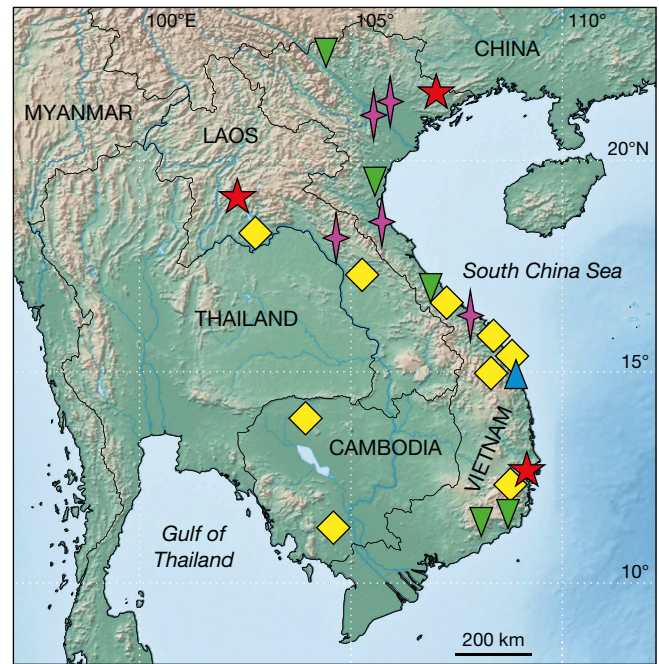 100°E
105°
110°
CHINA
MYANMAR
LAOS
20°N
South China Sea
THAILAND
15°
VIETNAM
CAMBODIA
Gulf of
Thailand
10°
200 km